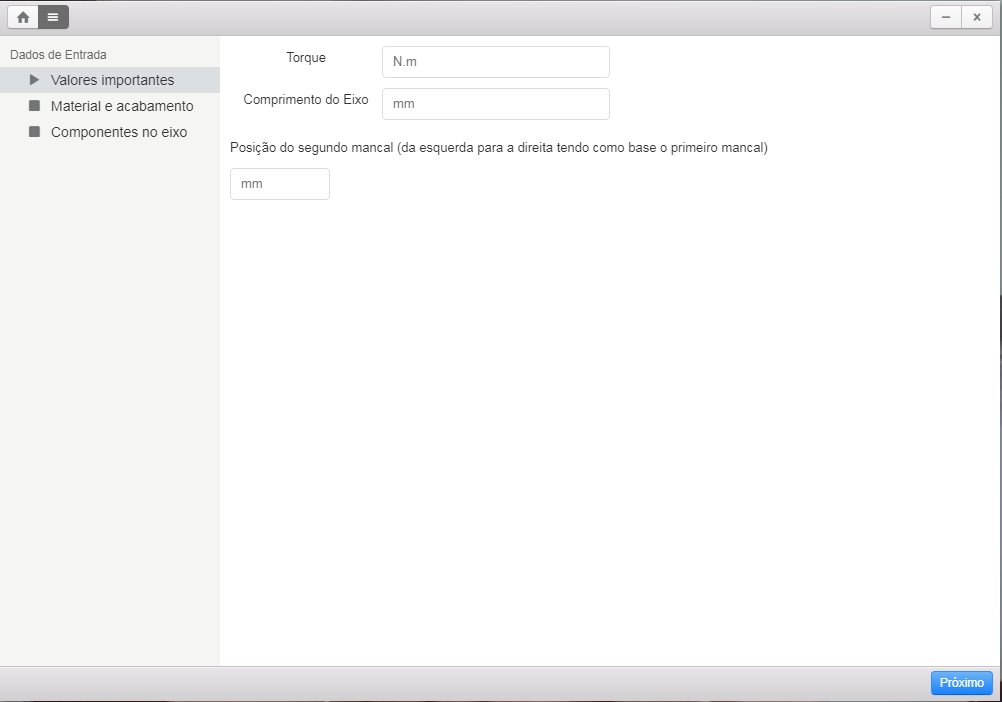 Dados de Entrada
Valores importantes
Material e acabamento
Componentes no eixo
Torque
N.m
Comprimento do Eixo
mm
Posição do segundo mancal (da esquerda para a direita tendo como base o primeiro mancal)
mm
Próximo